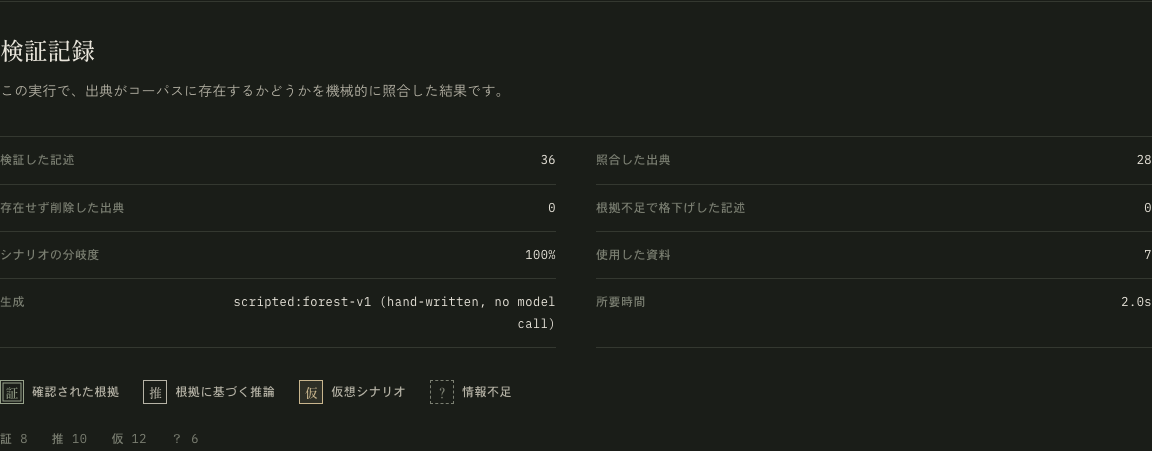 検証記録
この実行で、出典がコーパスに存在するかどうかを機械的に照合した結果です。
検証した記述 36 照合した出典 28
存在せず削除した出典 0 根拠不足で格下げした記述 0
シナリオの分岐度 100% 使用した資料 7
生成 scripted:forest-v1 (hand-written, no model 所要時間 2.0s
call)
証 確認された根拠 推 根拠に基づく推論 仮 仮想シナリオ ? 情報不足
証 8 推 10 仮 12 ? 6